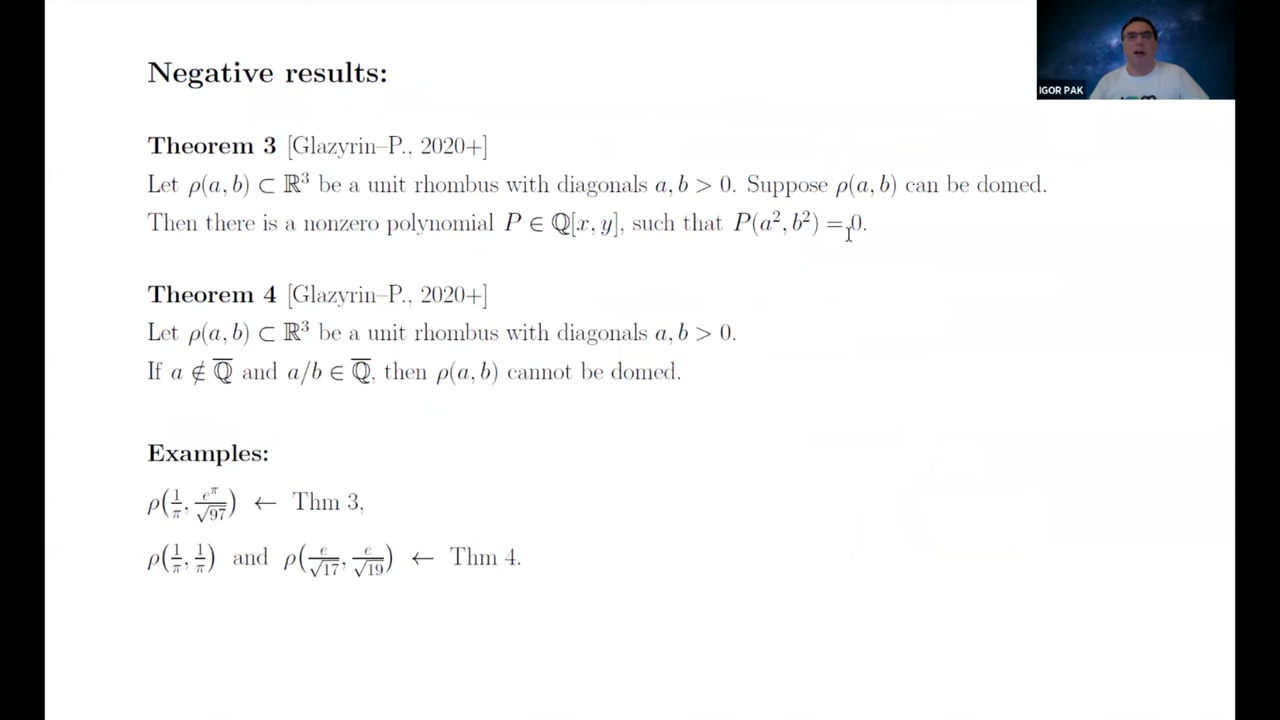 Negative results:
IGOR PAK
Theorem 3 [Glazyrin–P., 2020+]
Let ρ(a, b) ⊂ ℝ³ be a unit rhombus with diagonals a, b > 0. Suppose ρ(a, b) can be domed.
Then there is a nonzero polynomial P ∈ ℚ[x, y], such that P(a², b²) = 0.
Theorem 4 [Glazyrin–P., 2020+]
Let ρ(a, b) ⊂ ℝ³ be a unit rhombus with diagonals a, b > 0.
If a ∉ ℚ̅ and a/b ∈ ℚ̅, then ρ(a, b) cannot be domed.
Examples:
ρ(1/π, e^π/√97) ← Thm 3,
ρ(1/π, 1/π) and ρ(e/√17, e/√19) ← Thm 4.